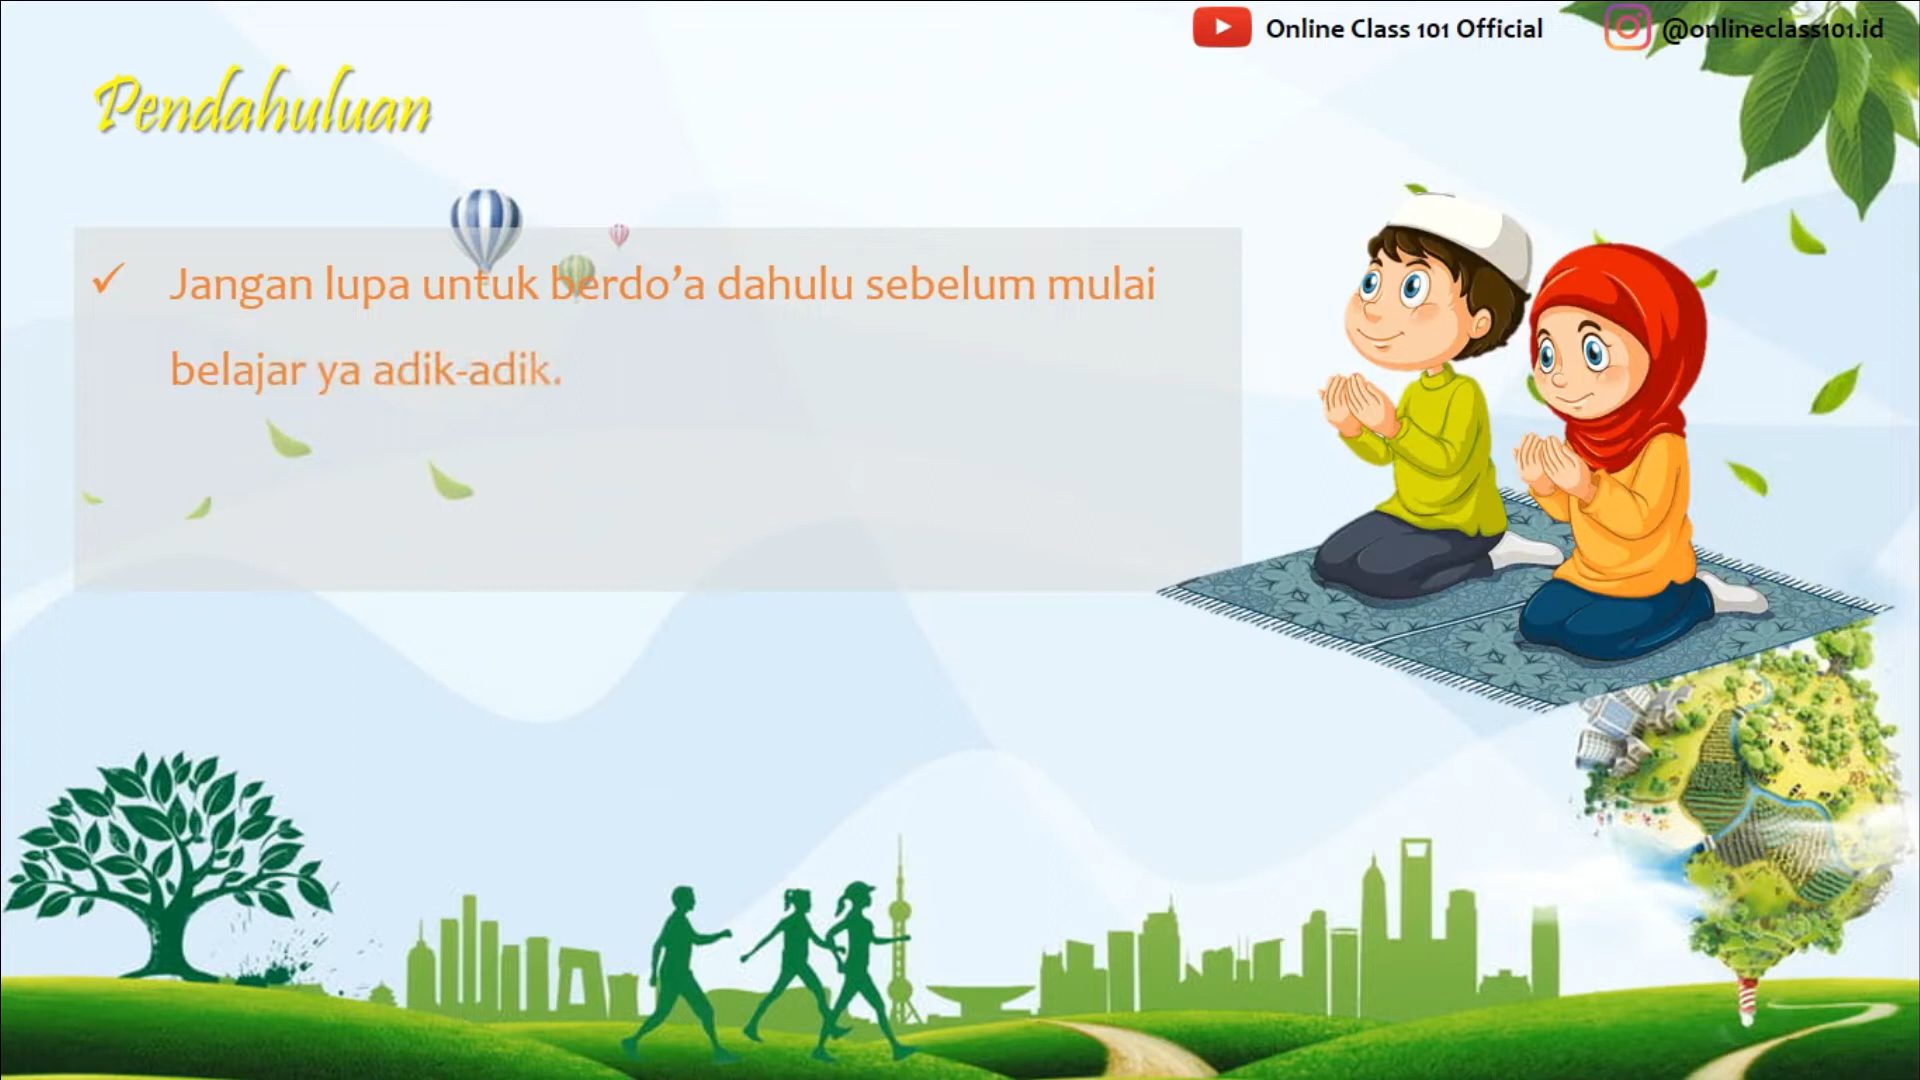 Online Class 101 Official
@onlineclass101.id
Pendahuluan
✓ Jangan lupa untuk berdo’a dahulu sebelum mulai
belajar ya adik-adik.